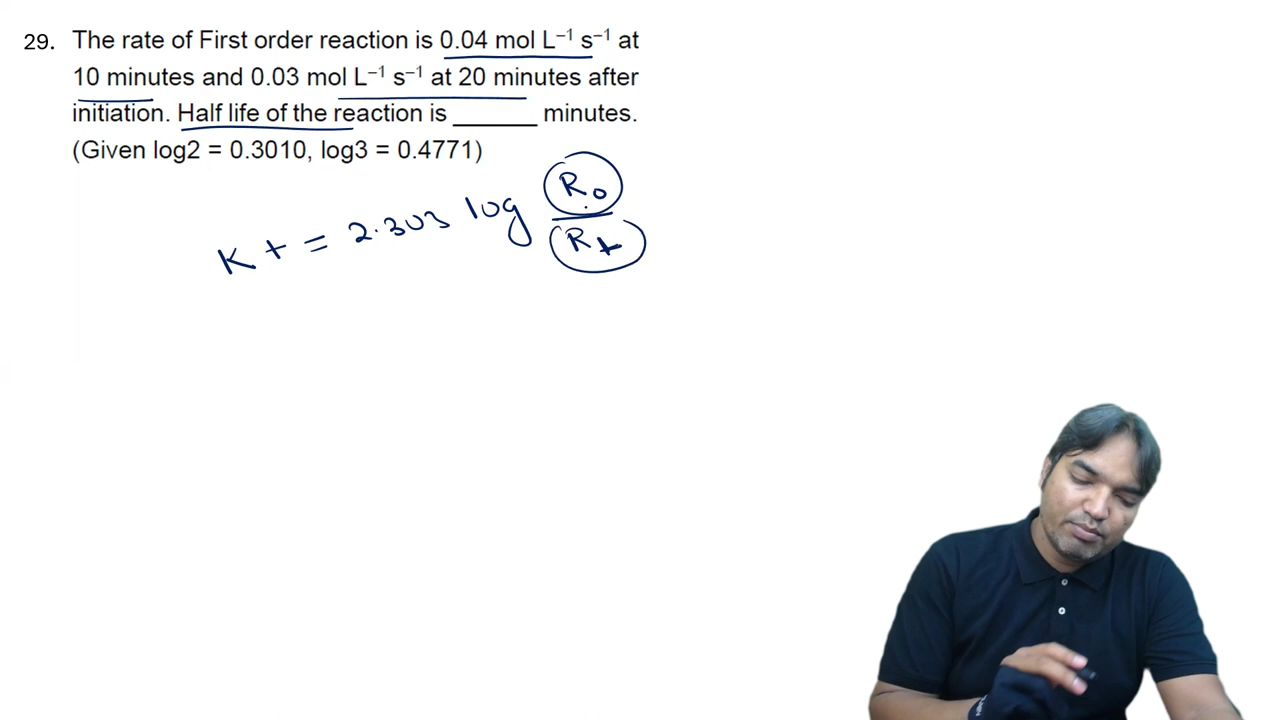 29. The rate of First order reaction is 0.04 mol L⁻¹ s⁻¹ at
10 minutes and 0.03 mol L⁻¹ s⁻¹ at 20 minutes after
initiation. Half life of the reaction is ______ minutes.
(Given log2 = 0.3010, log3 = 0.4771)
Kt = 2.303 log R₀/Rt